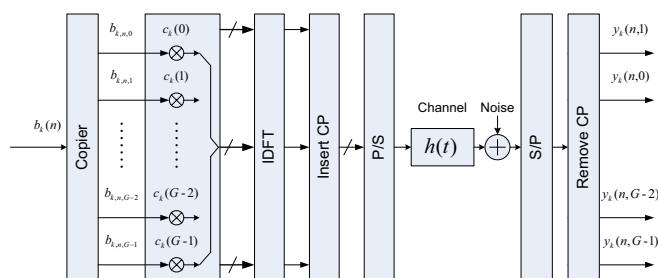 b_{k,n,0} c_k(0) y_k(n,1)
b_{k,n,1} c_k(1) y_k(n,0)
b_k(n) Copier ...... ...... IDFT Insert CP P/S Channel h(t) Noise + S/P Remove CP ......
b_{k,n,G-2} c_k(G-2) y_k(n,G-2)
b_{k,n,G-1} c_k(G-1) y_k(n,G-1)